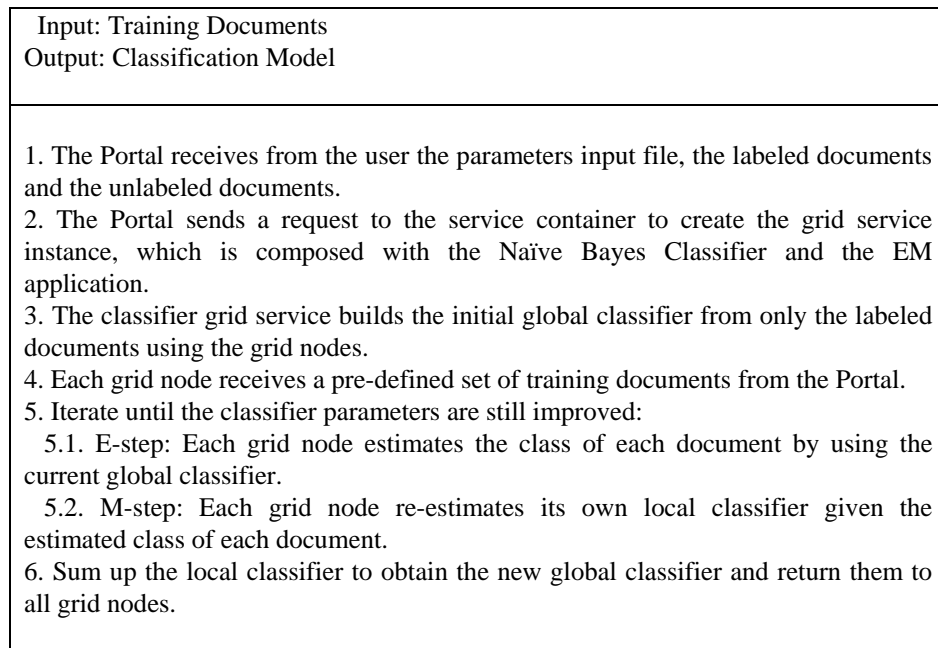 Input: Training Documents
Output: Classification Model
1. The Portal receives from the user the parameters input file, the labeled documents
and the unlabeled documents.
2. The Portal sends a request to the service container to create the grid service
instance, which is composed with the Naïve Bayes Classifier and the EM
application.
3. The classifier grid service builds the initial global classifier from only the labeled
documents using the grid nodes.
4. Each grid node receives a pre-defined set of training documents from the Portal.
5. Iterate until the classifier parameters are still improved:
5.1. E-step: Each grid node estimates the class of each document by using the
current global classifier.
5.2. M-step: Each grid node re-estimates its own local classifier given the
estimated class of each document.
6. Sum up the local classifier to obtain the new global classifier and return them to
all grid nodes.